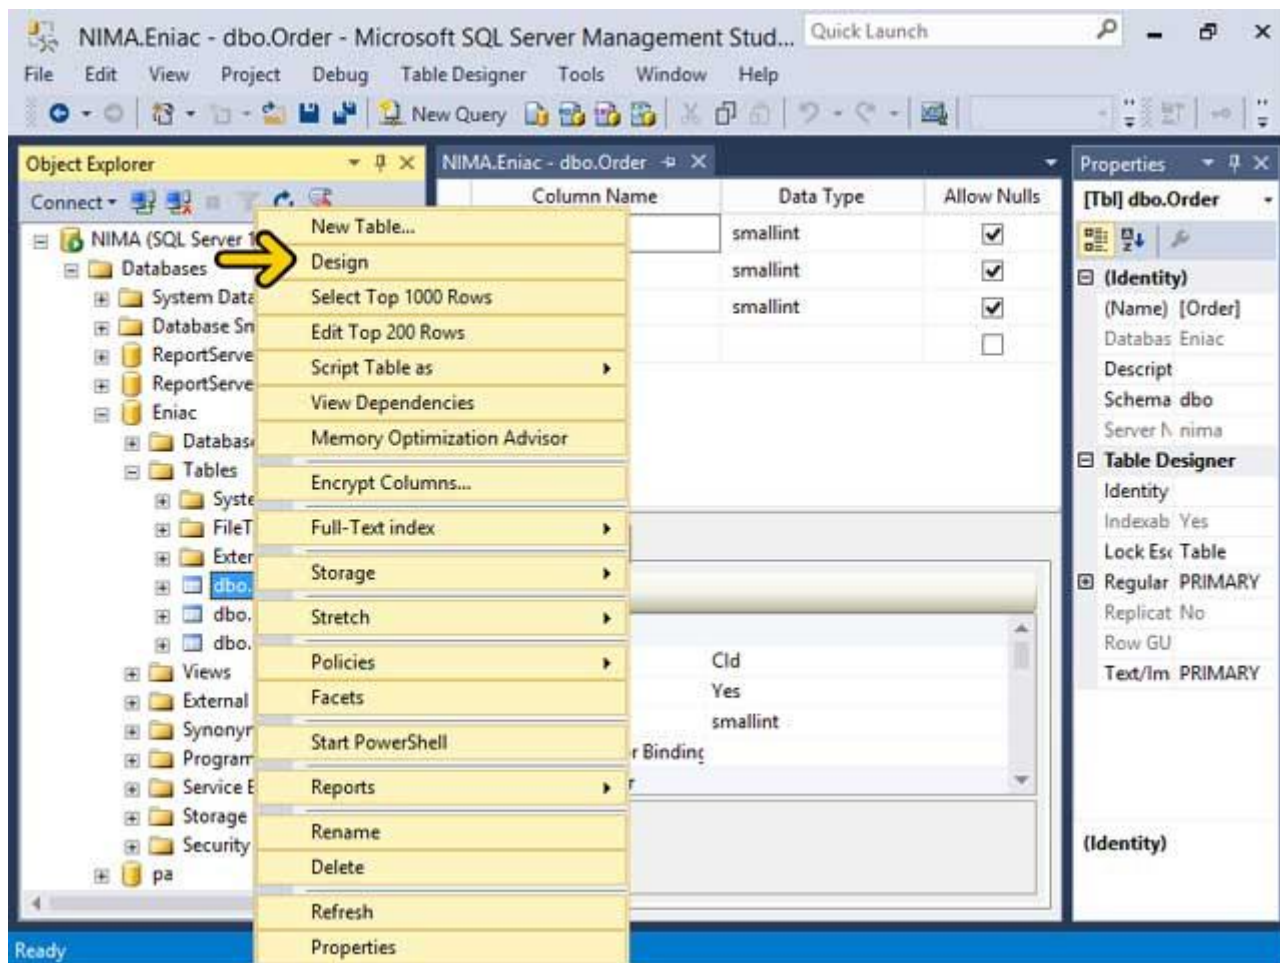 NIMA.Eniac - dbo.Order - Microsoft SQL Server Management Stud...
Quick Launch
File Edit View Project Debug Table Designer Tools Window Help
New Query
Object Explorer
Connect
NIMA (SQL Server 1
Databases
System Data
Database Sn
ReportServe
ReportServe
Eniac
Database
Tables
Syste
FileT
Exter
dbo.
dbo.
dbo.
Views
External
Synonyr
Program
Service E
Storage
Security
pa
New Table...
Design
Select Top 1000 Rows
Edit Top 200 Rows
Script Table as
View Dependencies
Memory Optimization Advisor
Encrypt Columns...
Full-Text index
Storage
Stretch
Policies
Facets
Start PowerShell
Reports
Rename
Delete
Refresh
Properties
NIMA.Eniac - dbo.Order
Column Name Data Type Allow Nulls
smallint
smallint
smallint
CId
Yes
smallint
r Binding
Properties
[Tbl] dbo.Order
(Identity)
(Name) [Order]
Databas Eniac
Descript
Schema dbo
Server N nima
Table Designer
Identity
Indexab Yes
Lock Esc Table
Regular PRIMARY
Replicat No
Row GU
Text/Im PRIMARY
(Identity)
Ready